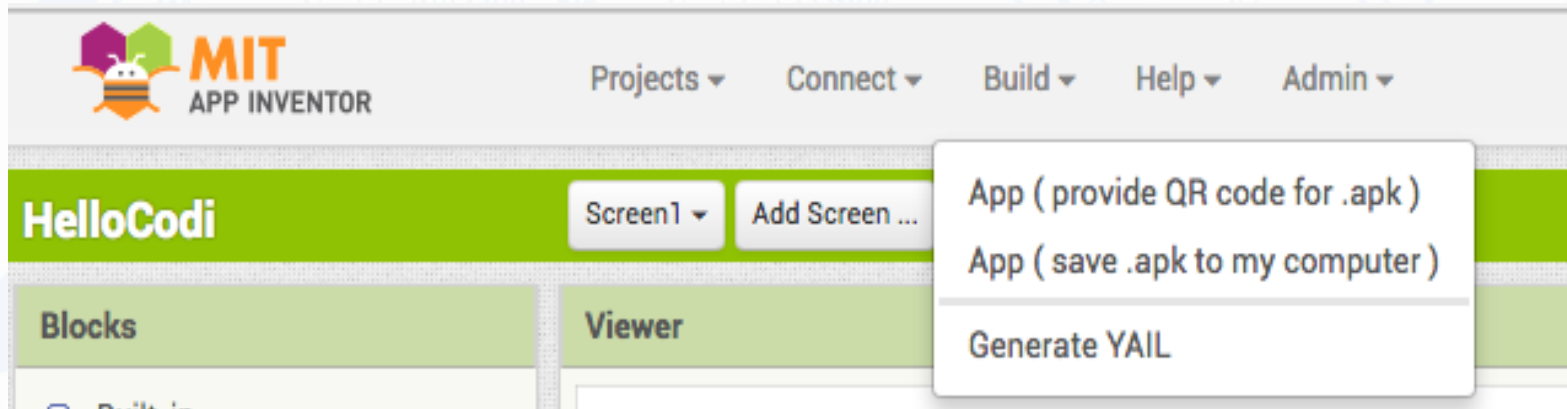 MIT
APP INVENTOR
Projects Connect Build Help Admin
HelloCodi
Screen1 Add Screen ...
App ( provide QR code for .apk )
App ( save .apk to my computer )
Generate YAIL
Blocks
Viewer